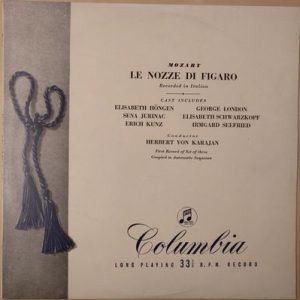 MOZART
LE NOZZE DI FIGARO
Recorded in Italian
CAST INCLUDES
ELISABETH HÖNGEN GEORGE LONDON
SENA JURINAC ELISABETH SCHWARZKOPF
ERICH KUNZ IRMGARD SEEFRIED
Conductor
HERBERT VON KARAJAN
First Record of Set of three
Coupled in Automatic Sequence
Columbia
LONG PLAYING 33⅓ R.P.M. RECORD